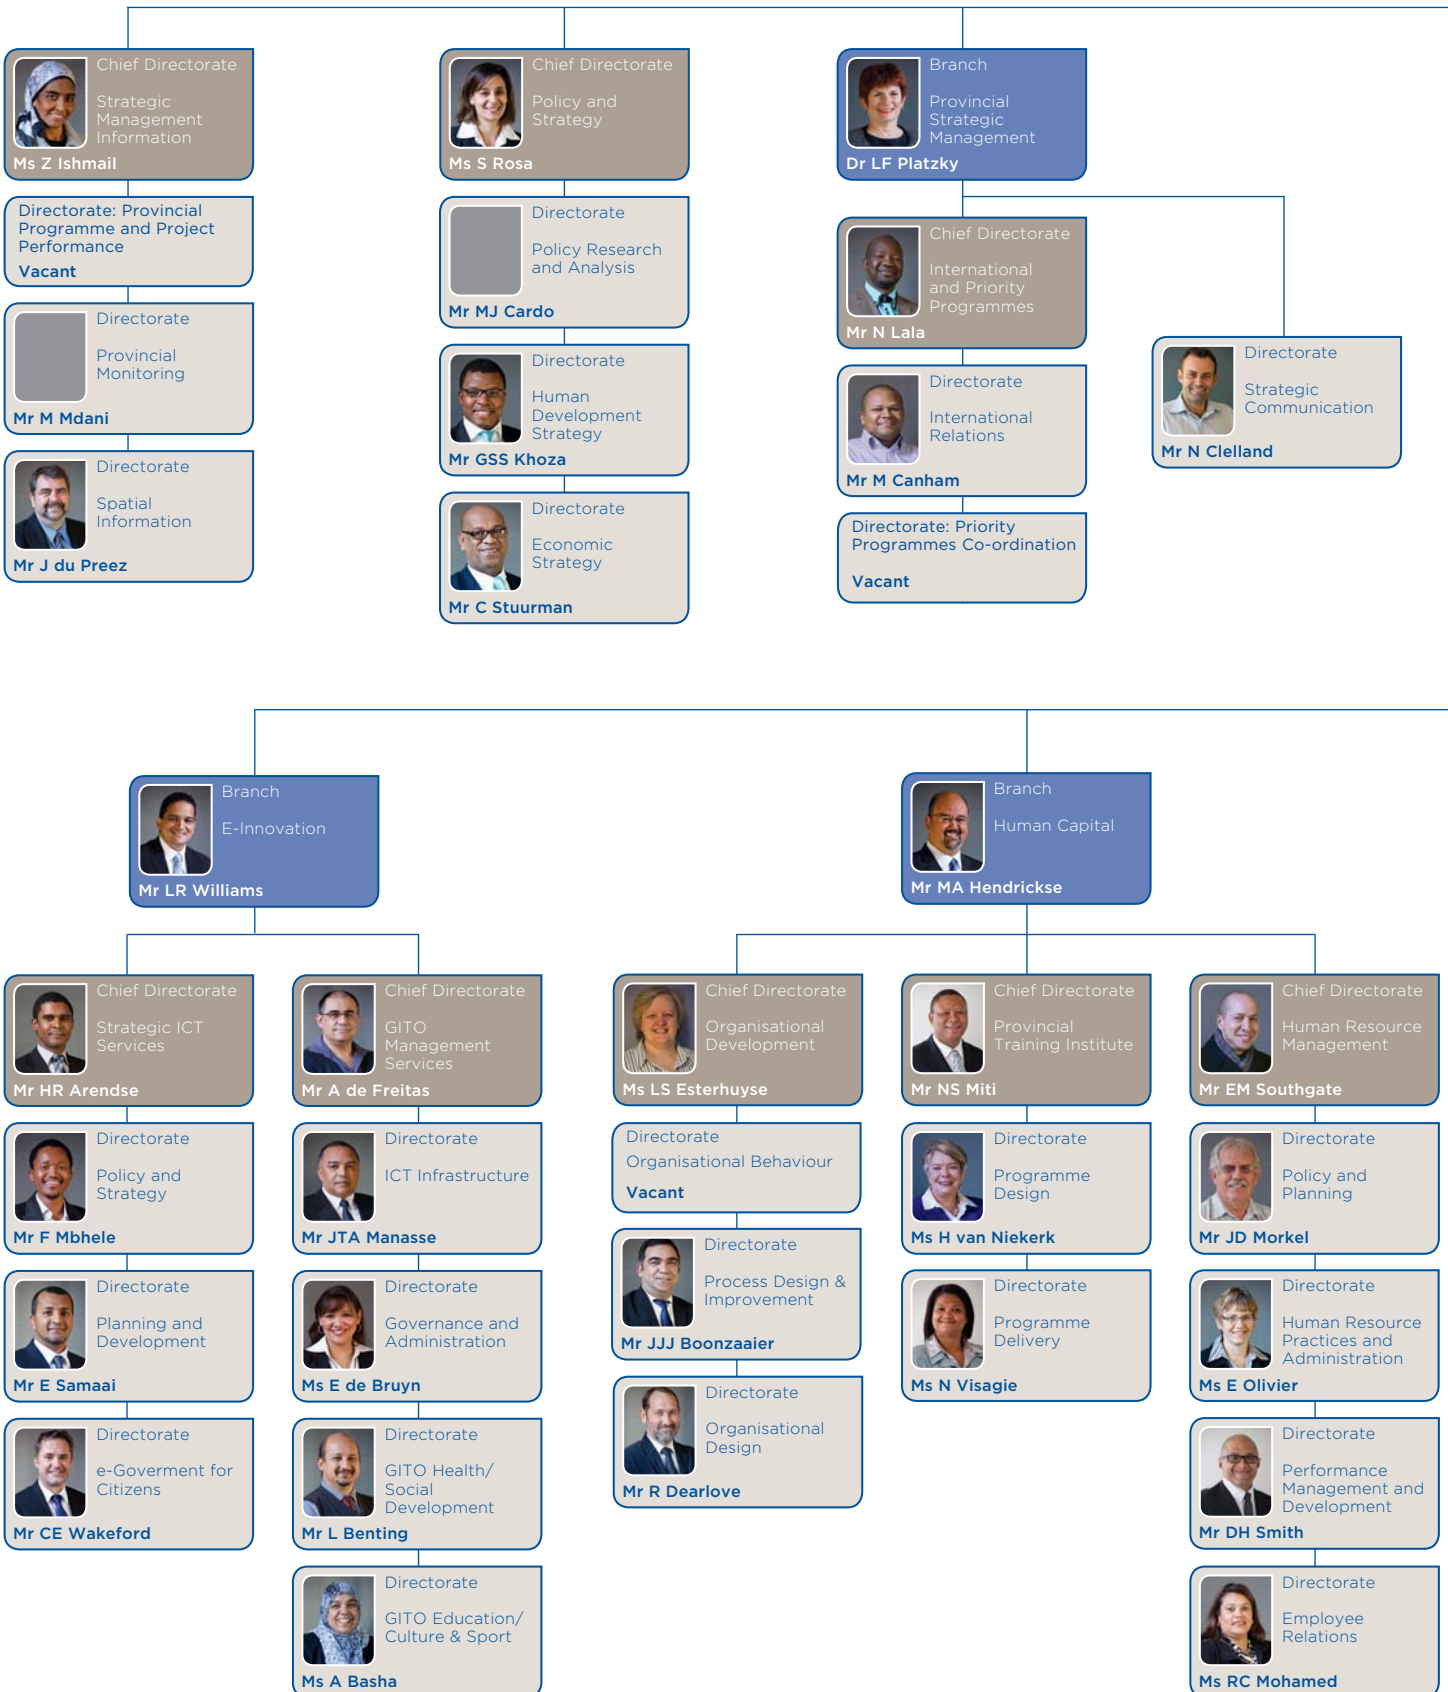 Chief Directorate
Strategic
Management
Information
Ms Z Ishmail
Directorate: Provincial
Programme and Project
Performance
Vacant
Directorate
Provincial
Monitoring
Mr M Mdani
Directorate
Spatial
Information
Mr J du Preez
Chief Directorate
Policy and
Strategy
Ms S Rosa
Directorate
Policy Research
and Analysis
Mr MJ Cardo
Directorate
Human
Development
Strategy
Mr GSS Khoza
Directorate
Economic
Strategy
Mr C Stuurman
Branch
Provincial
Strategic
Management
Dr LF Platzky
Chief Directorate
International
and Priority
Programmes
Mr N Lala
Directorate
International
Relations
Mr M Canham
Directorate: Priority
Programmes Co-ordination
Vacant
Directorate
Strategic
Communication
Mr N Clelland
Branch
E-Innovation
Mr LR Williams
Chief Directorate
Strategic ICT
Services
Mr HR Arendse
Directorate
Policy and
Strategy
Mr F Mbhele
Directorate
Planning and
Development
Mr E Samaai
Directorate
e-Goverment for
Citizens
Mr CE Wakeford
Chief Directorate
GITO
Management
Services
Mr A de Freitas
Directorate
ICT Infrastructure
Mr JTA Manasse
Directorate
Governance and
Administration
Ms E de Bruyn
Directorate
GITO Health/
Social
Development
Mr L Benting
Directorate
GITO Education/
Culture & Sport
Ms A Basha
Branch
Human Capital
Mr MA Hendrickse
Chief Directorate
Organisational
Development
Ms LS Esterhuyse
Directorate
Organisational Behaviour
Vacant
Directorate
Process Design &
Improvement
Mr JJJ Boonzaaier
Directorate
Organisational
Design
Mr R Dearlove
Chief Directorate
Provincial
Training Institute
Mr NS Miti
Directorate
Programme
Design
Ms H van Niekerk
Directorate
Programme
Delivery
Ms N Visagie
Chief Directorate
Human Resource
Management
Mr EM Southgate
Directorate
Policy and
Planning
Mr JD Morkel
Directorate
Human Resource
Practices and
Administration
Ms E Olivier
Directorate
Performance
Management and
Development
Mr DH Smith
Directorate
Employee
Relations
Ms RC Mohamed